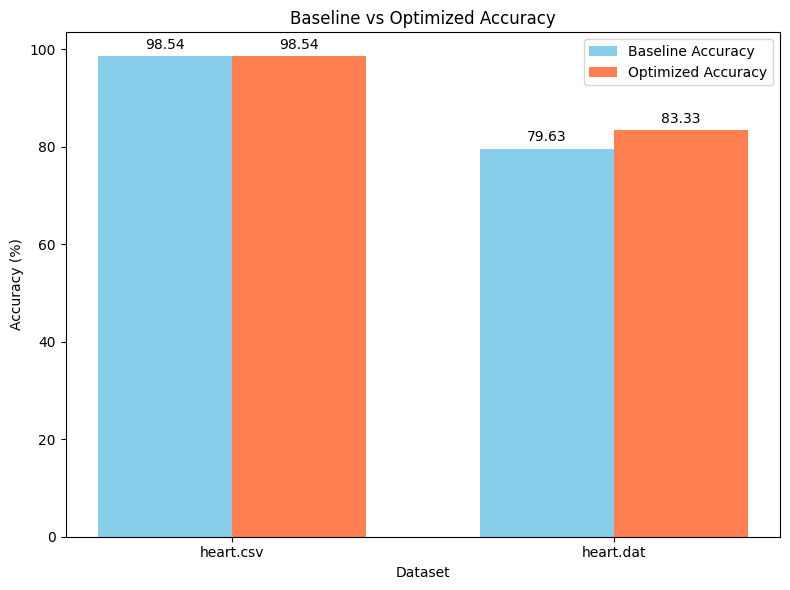 Baseline vs Optimized Accuracy
Baseline Accuracy
Optimized Accuracy
98.54
98.54
79.63
83.33
100
80
60
40
20
0
Accuracy (%)
heart.csv
heart.dat
Dataset